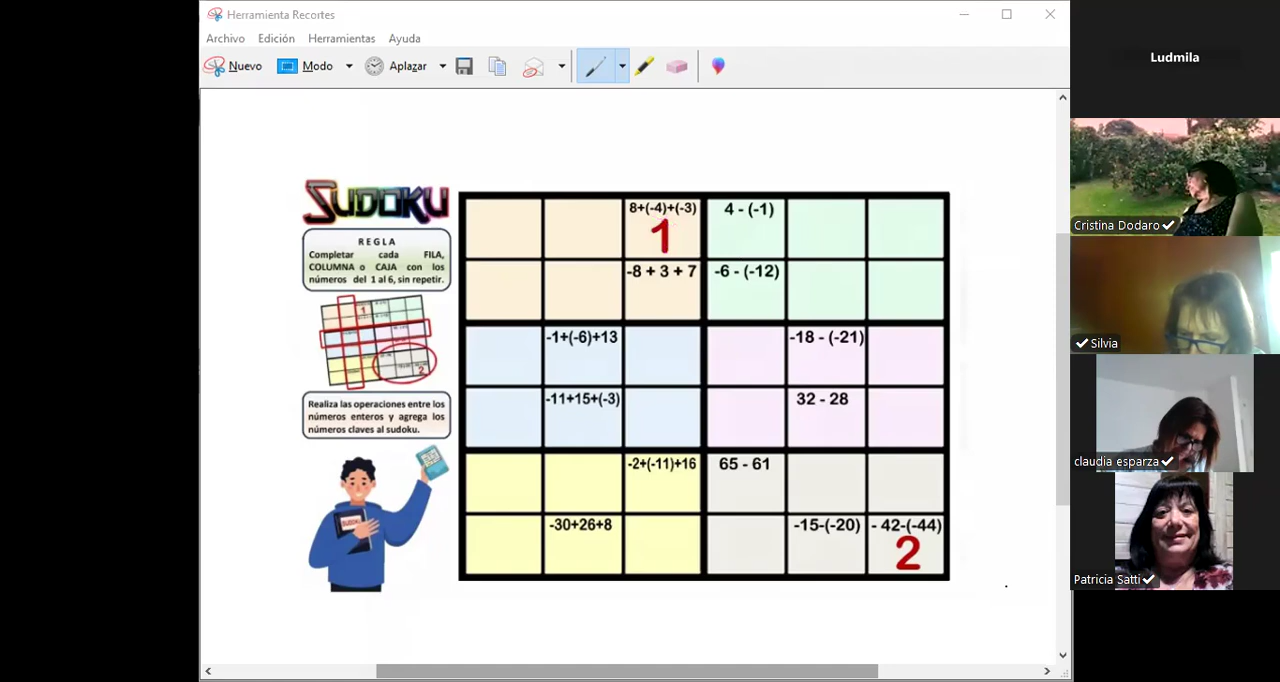 Herramienta Recortes
Archivo Edición Herramientas Ayuda
Nuevo Modo Aplazar
SUDOKU
REGLA
Completar cada FILA,
COLUMNA o CAJA con los
números del 1 al 6, sin repetir.
Realiza las operaciones entre los
números enteros y agrega los
números claves al sudoku.
SUDOKU
8+(-4)+(-3) 4 - (-1)
1
-8 + 3 + 7 -6 - (-12)
-1+(-6)+13 -18 - (-21)
-11+15+(-3) 32 - 28
-2+(-11)+16 65 - 61
-30+26+8 -15-(-20) - 42-(-44)
2
Ludmila
Cristina Dodaro
Silvia
claudia esparza
Patricia Satti